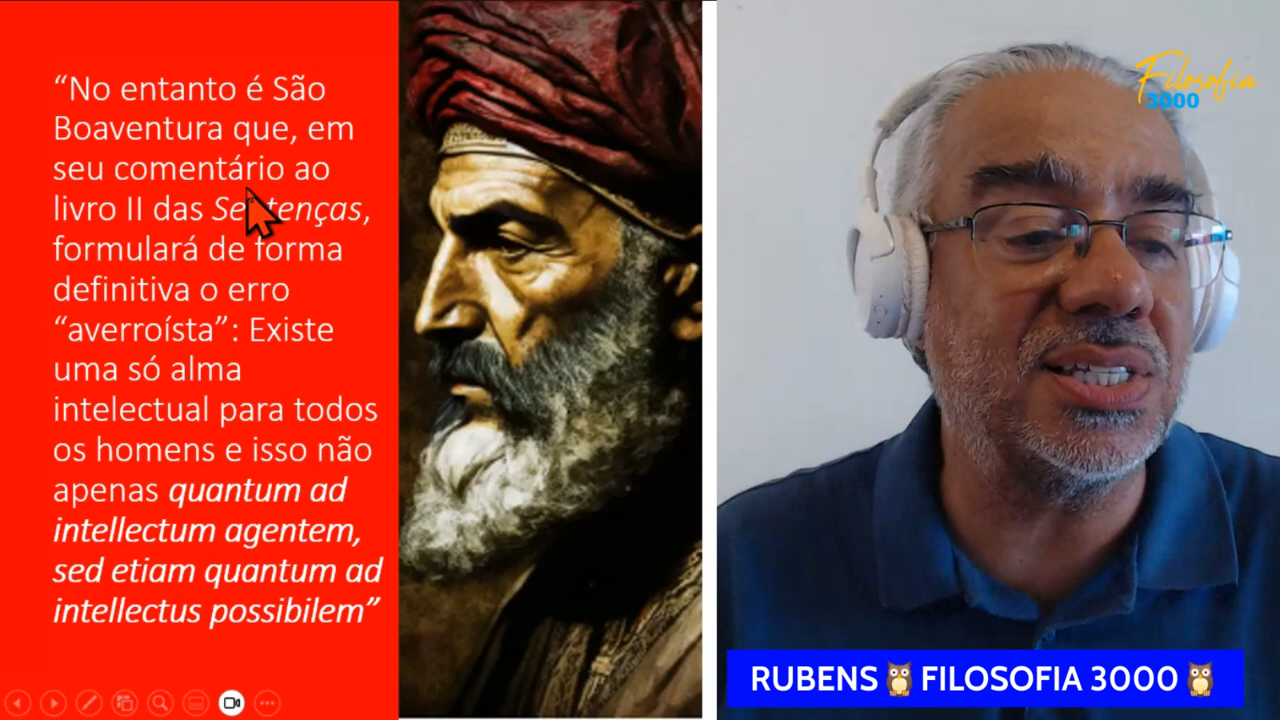 “No entanto é São
Boaventura que, em
seu comentário ao
livro II das Sentenças,
formulará de forma
definitiva o erro
“averroísta”: Existe
uma só alma
intelectual para todos
os homens e isso não
apenas quantum ad
intellectum agentem,
sed etiam quantum ad
intellectus possibilem”
Filosofia
3000
RUBENS🦉FILOSOFIA 3000🦉